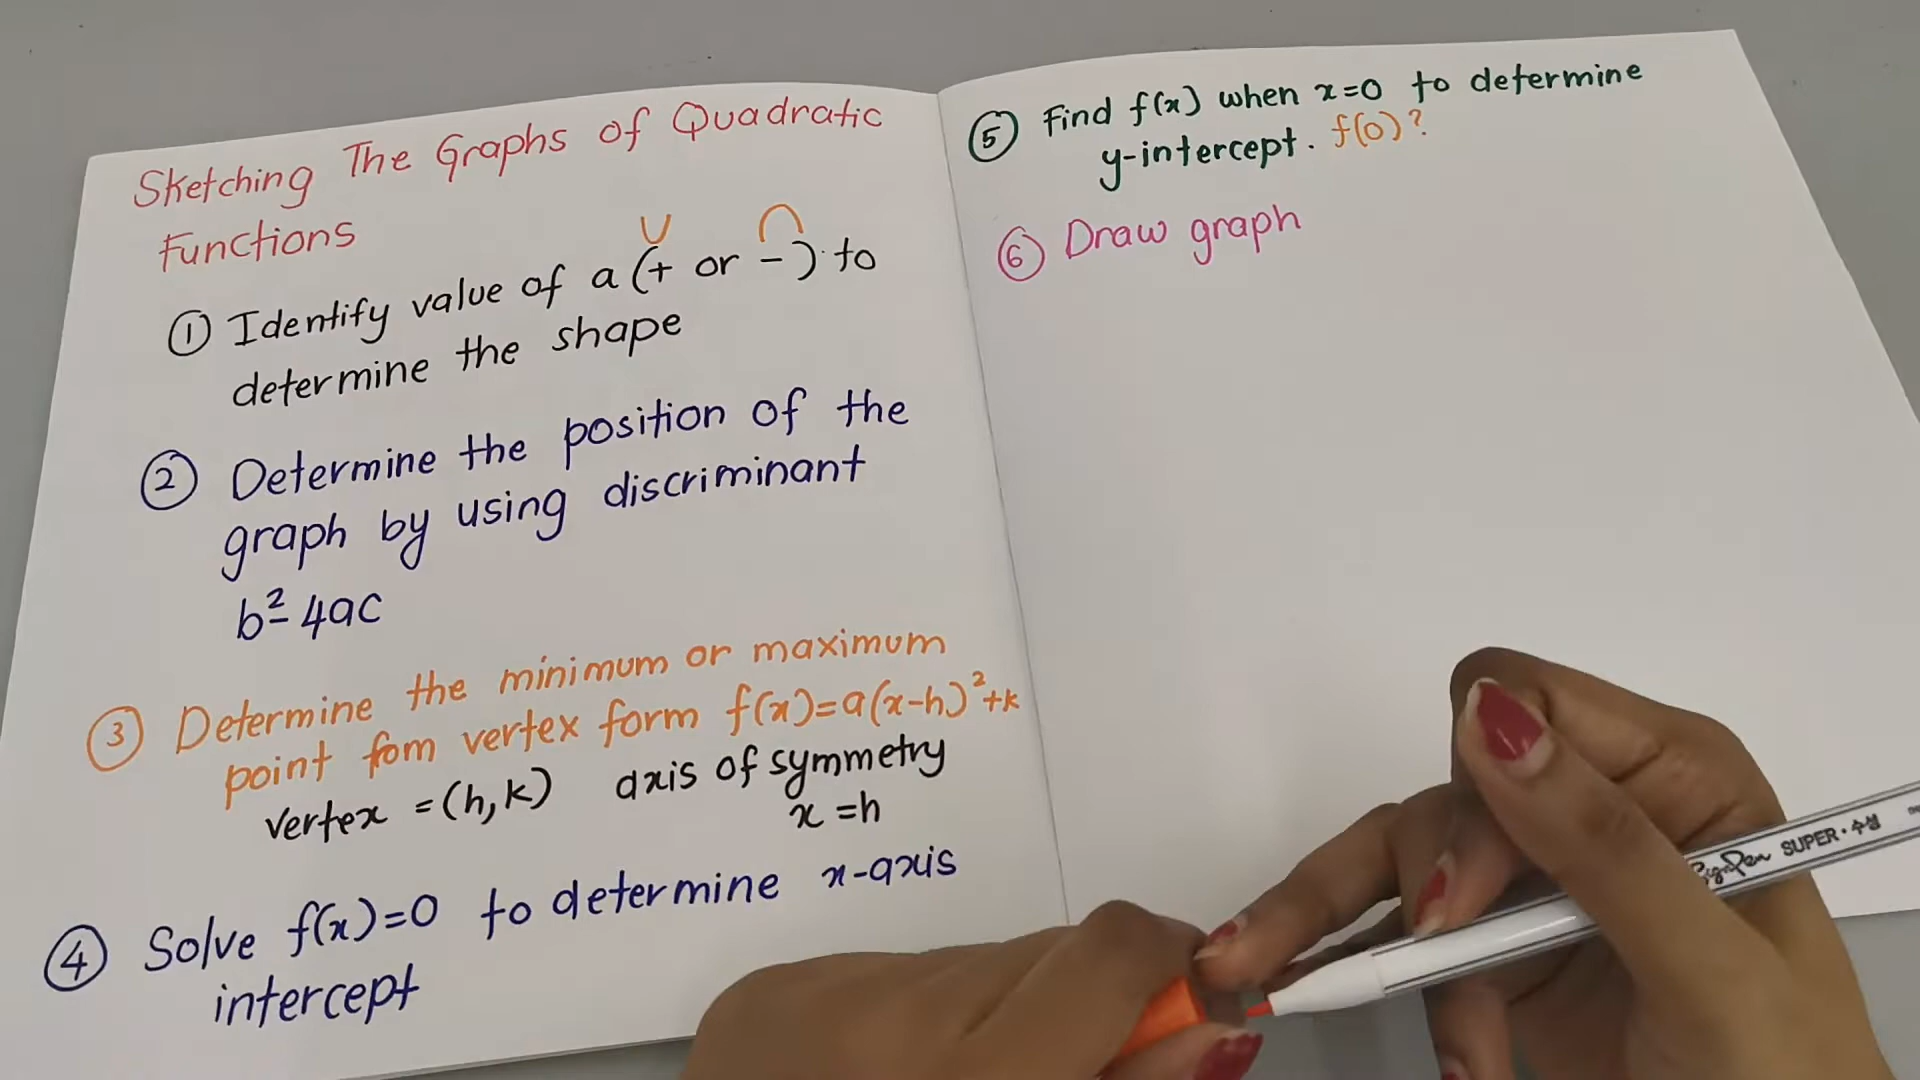 Sketching The Graphs of Quadratic
Functions
① Identify value of a (+ or -) to
determine the shape
② Determine the position of the
graph by using discriminant
b²-4ac
③ Determine the minimum or maximum
point fom vertex form f(x)=a(x-h)²+k
vertex = (h,k) axis of symmetry
x = h
④ Solve f(x)=0 to determine x-axis
intercept
⑤ Find f(x) when x=0 to determine
y-intercept. f(0)?
⑥ Draw graph
SignPen SUPER·수성